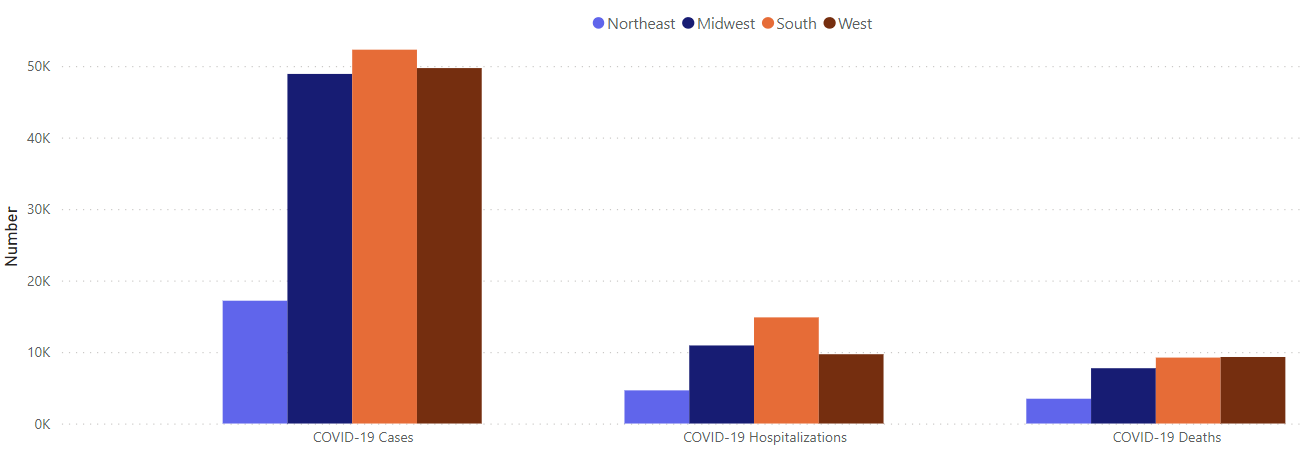 Northeast Midwest South West
50K
40K
30K
20K
10K
0K
Number
COVID-19 Cases COVID-19 Hospitalizations COVID-19 Deaths